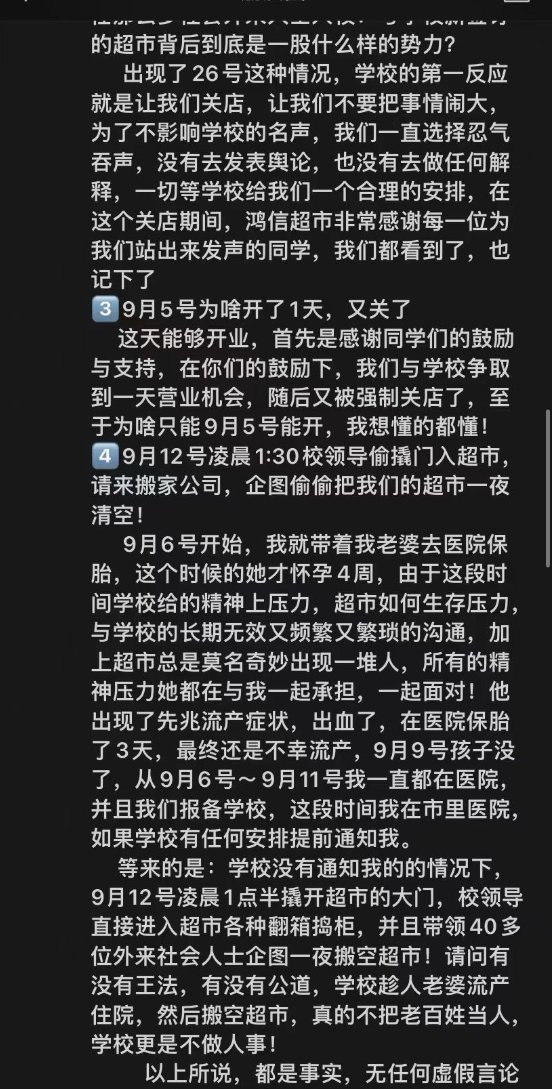 的超市背后到底是一股什么样的势力?
出现了26号这种情况，学校的第一反应
就是让我们关店，让我们不要把事情闹大，
为了不影响学校的名声，我们一直选择忍气
吞声，没有去发表舆论，也没有去做任何解
释，一切等学校给我们一个合理的安排，在
这个关店期间，鸿信超市非常感谢每一位为
我们站出来发声的同学，我们都看到了，也
记下了
3️⃣9月5号为啥开了1天，又关了
这天能够开业，首先是感谢同学们的鼓励
与支持，在你们的鼓励下，我们与学校争取
到一天营业机会，随后又被强制关店了，至
于为啥只能9月5号能开，我想懂的都懂！
4️⃣9月12号凌晨1:30校领导偷撬门入超市，
请来搬家公司，企图偷偷把我们的超市一夜
清空！
9月6号开始，我就带着我老婆去医院保
胎，这个时候的她才怀孕4周，由于这段时
间学校给的精神上压力，超市如何生存压力，
与学校的长期无效又频繁又繁琐的沟通，加
上超市总是莫名奇妙出现一堆人，所有的精
神压力她都在与我一起承担，一起面对！他
出现了先兆流产症状，出血了，在医院保胎
了3天，最终还是不幸流产，9月9号孩子没
了，从9月6号～9月11号我一直都在医院，
并且我们报备学校，这段时间我在市里医院，
如果学校有任何安排提前通知我。
等来的是：学校没有通知我的的情况下，
9月12号凌晨1点半撬开超市的大门，校领导
直接进入超市各种翻箱捣柜，并且带领40多
位外来社会人士企图一夜搬空超市！请问有
没有王法，有没有公道，学校趁人老婆流产
住院，然后搬空超市，真的不把老百姓当人，
学校更是不做人事！
以上所说，都是事实，无任何虚假言论